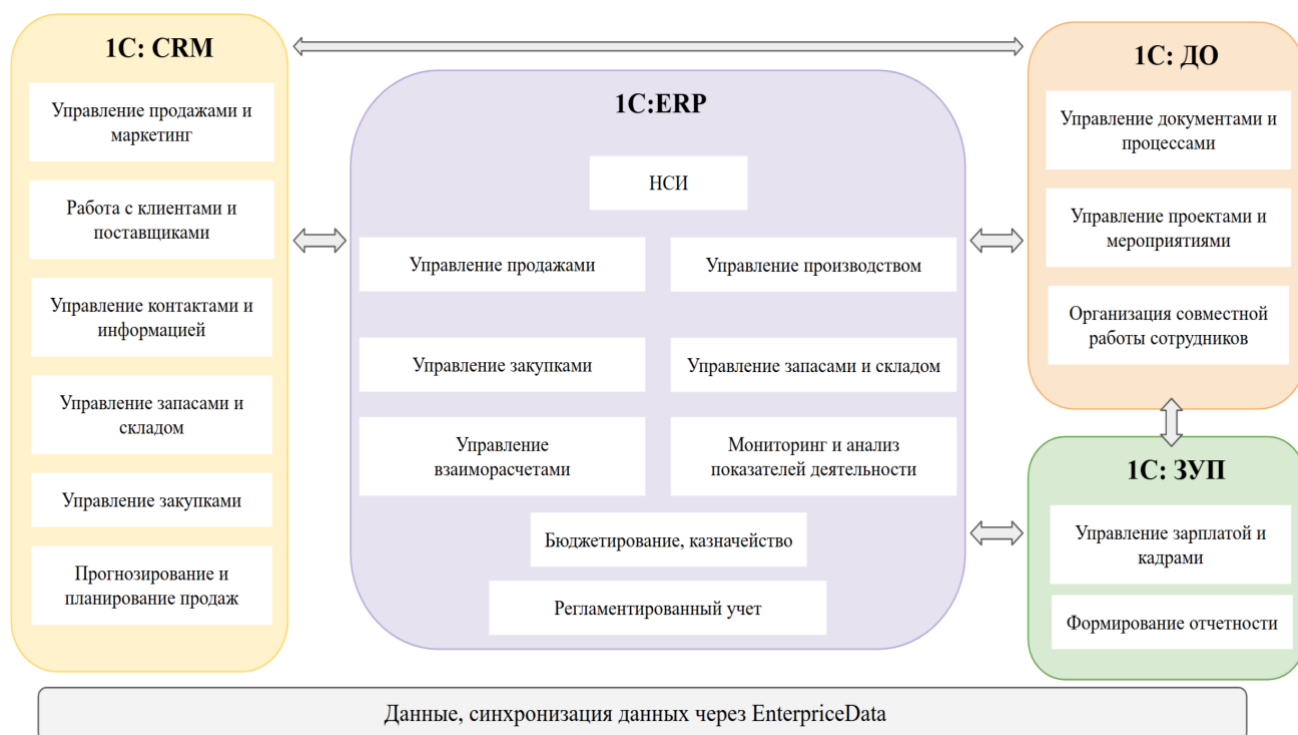 1С: CRM
Управление продажами и
маркетинг
Работа с клиентами и
поставщиками
Управление контактами и
информацией
Управление запасами и
складом
Управление закупками
Прогнозирование и
планирование продаж
1С:ERP
НСИ
Управление продажами
Управление производством
Управление закупками
Управление запасами и складом
Управление
взаиморасчетами
Мониторинг и анализ
показателей деятельности
Бюджетирование, казначейство
Регламентированный учет
1С: ДО
Управление документами и
процессами
Управление проектами и
мероприятиями
Организация совместной
работы сотрудников
1С: ЗУП
Управление зарплатой и
кадрами
Формирование отчетности
Данные, синхронизация данных через EnterpriceData